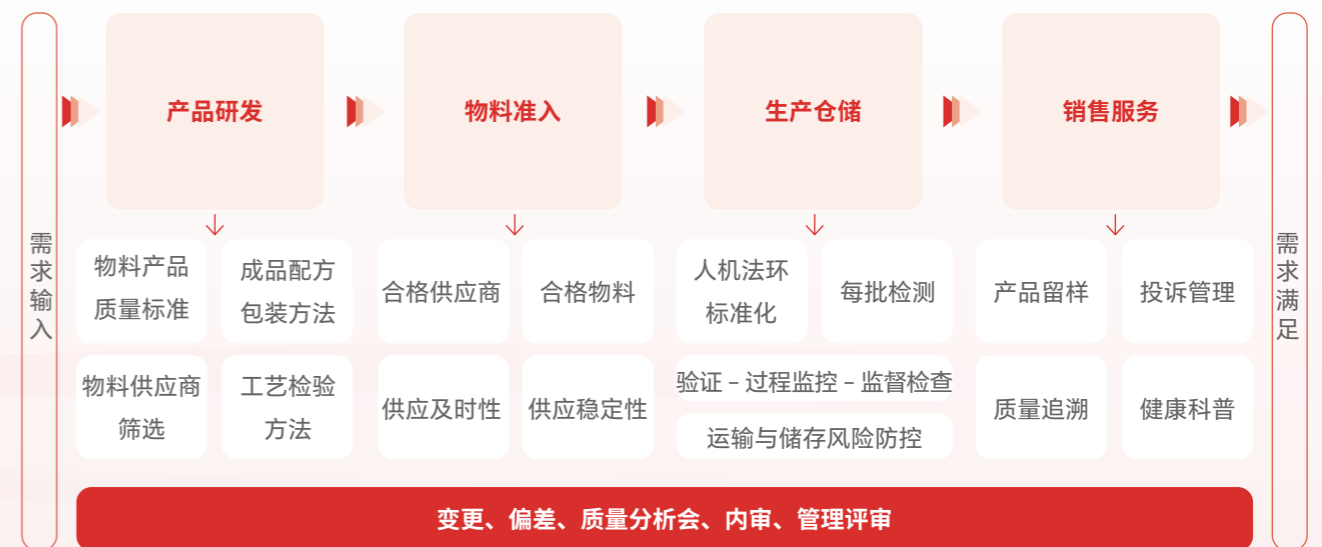 需求输入
产品研发
物料准入
生产仓储
销售服务
物料产品
质量标准
成品配方
包装方法
物料供应商
筛选
工艺检验
方法
合格供应商
合格物料
供应及时性
供应稳定性
人机法环
标准化
每批检测
验证 – 过程监控 – 监督检查
运输与储存风险防控
产品留样
投诉管理
质量追溯
健康科普
需求满足
变更、偏差、质量分析会、内审、管理评审